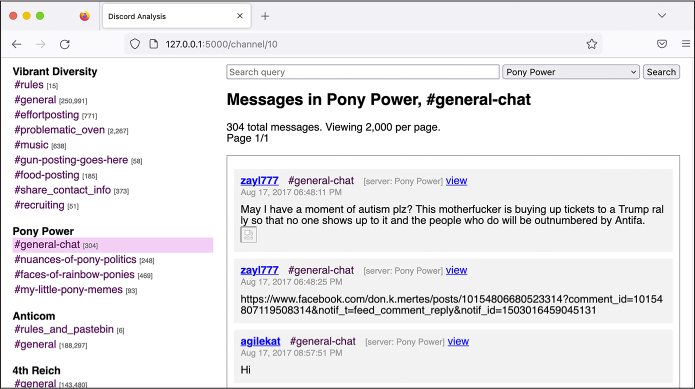 Discord Analysis
127.0.0.1:5000/channel/10
Vibrant Diversity
#rules [15]
#general [250,991]
#effortposting [771]
#problematic_oven [2,267]
#music [638]
#gun-posting-goes-here [58]
#food-posting [185]
#share_contact_info [373]
#recruiting [51]
Pony Power
#general-chat [304]
#nuances-of-pony-politics [248]
#faces-of-rainbow-ponies [469]
#my-little-pony-memes [93]
Anticom
#rules_and_pastebin [6]
#general [188,297]
4th Reich
#general [143,480]
Search query
Pony Power
Search
Messages in Pony Power, #general-chat
304 total messages. Viewing 2,000 per page.
Page 1/1
zayl777 #general-chat [server: Pony Power] view
Aug 17, 2017 06:48:11 PM
May I have a moment of autism plz? This motherfucker is buying up tickets to a Trump ral
ly so that no one shows up to it and the people who do will be outnumbered by Antifa.
zayl777 #general-chat [server: Pony Power] view
Aug 17, 2017 06:48:25 PM
https://www.facebook.com/don.k.mertes/posts/10154806680523314?comment_id=10154
807119508314&notif_t=feed_comment_reply&notif_id=1503016459045131
agilekat #general-chat [server: Pony Power] view
Aug 17, 2017 08:57:51 PM
Hi